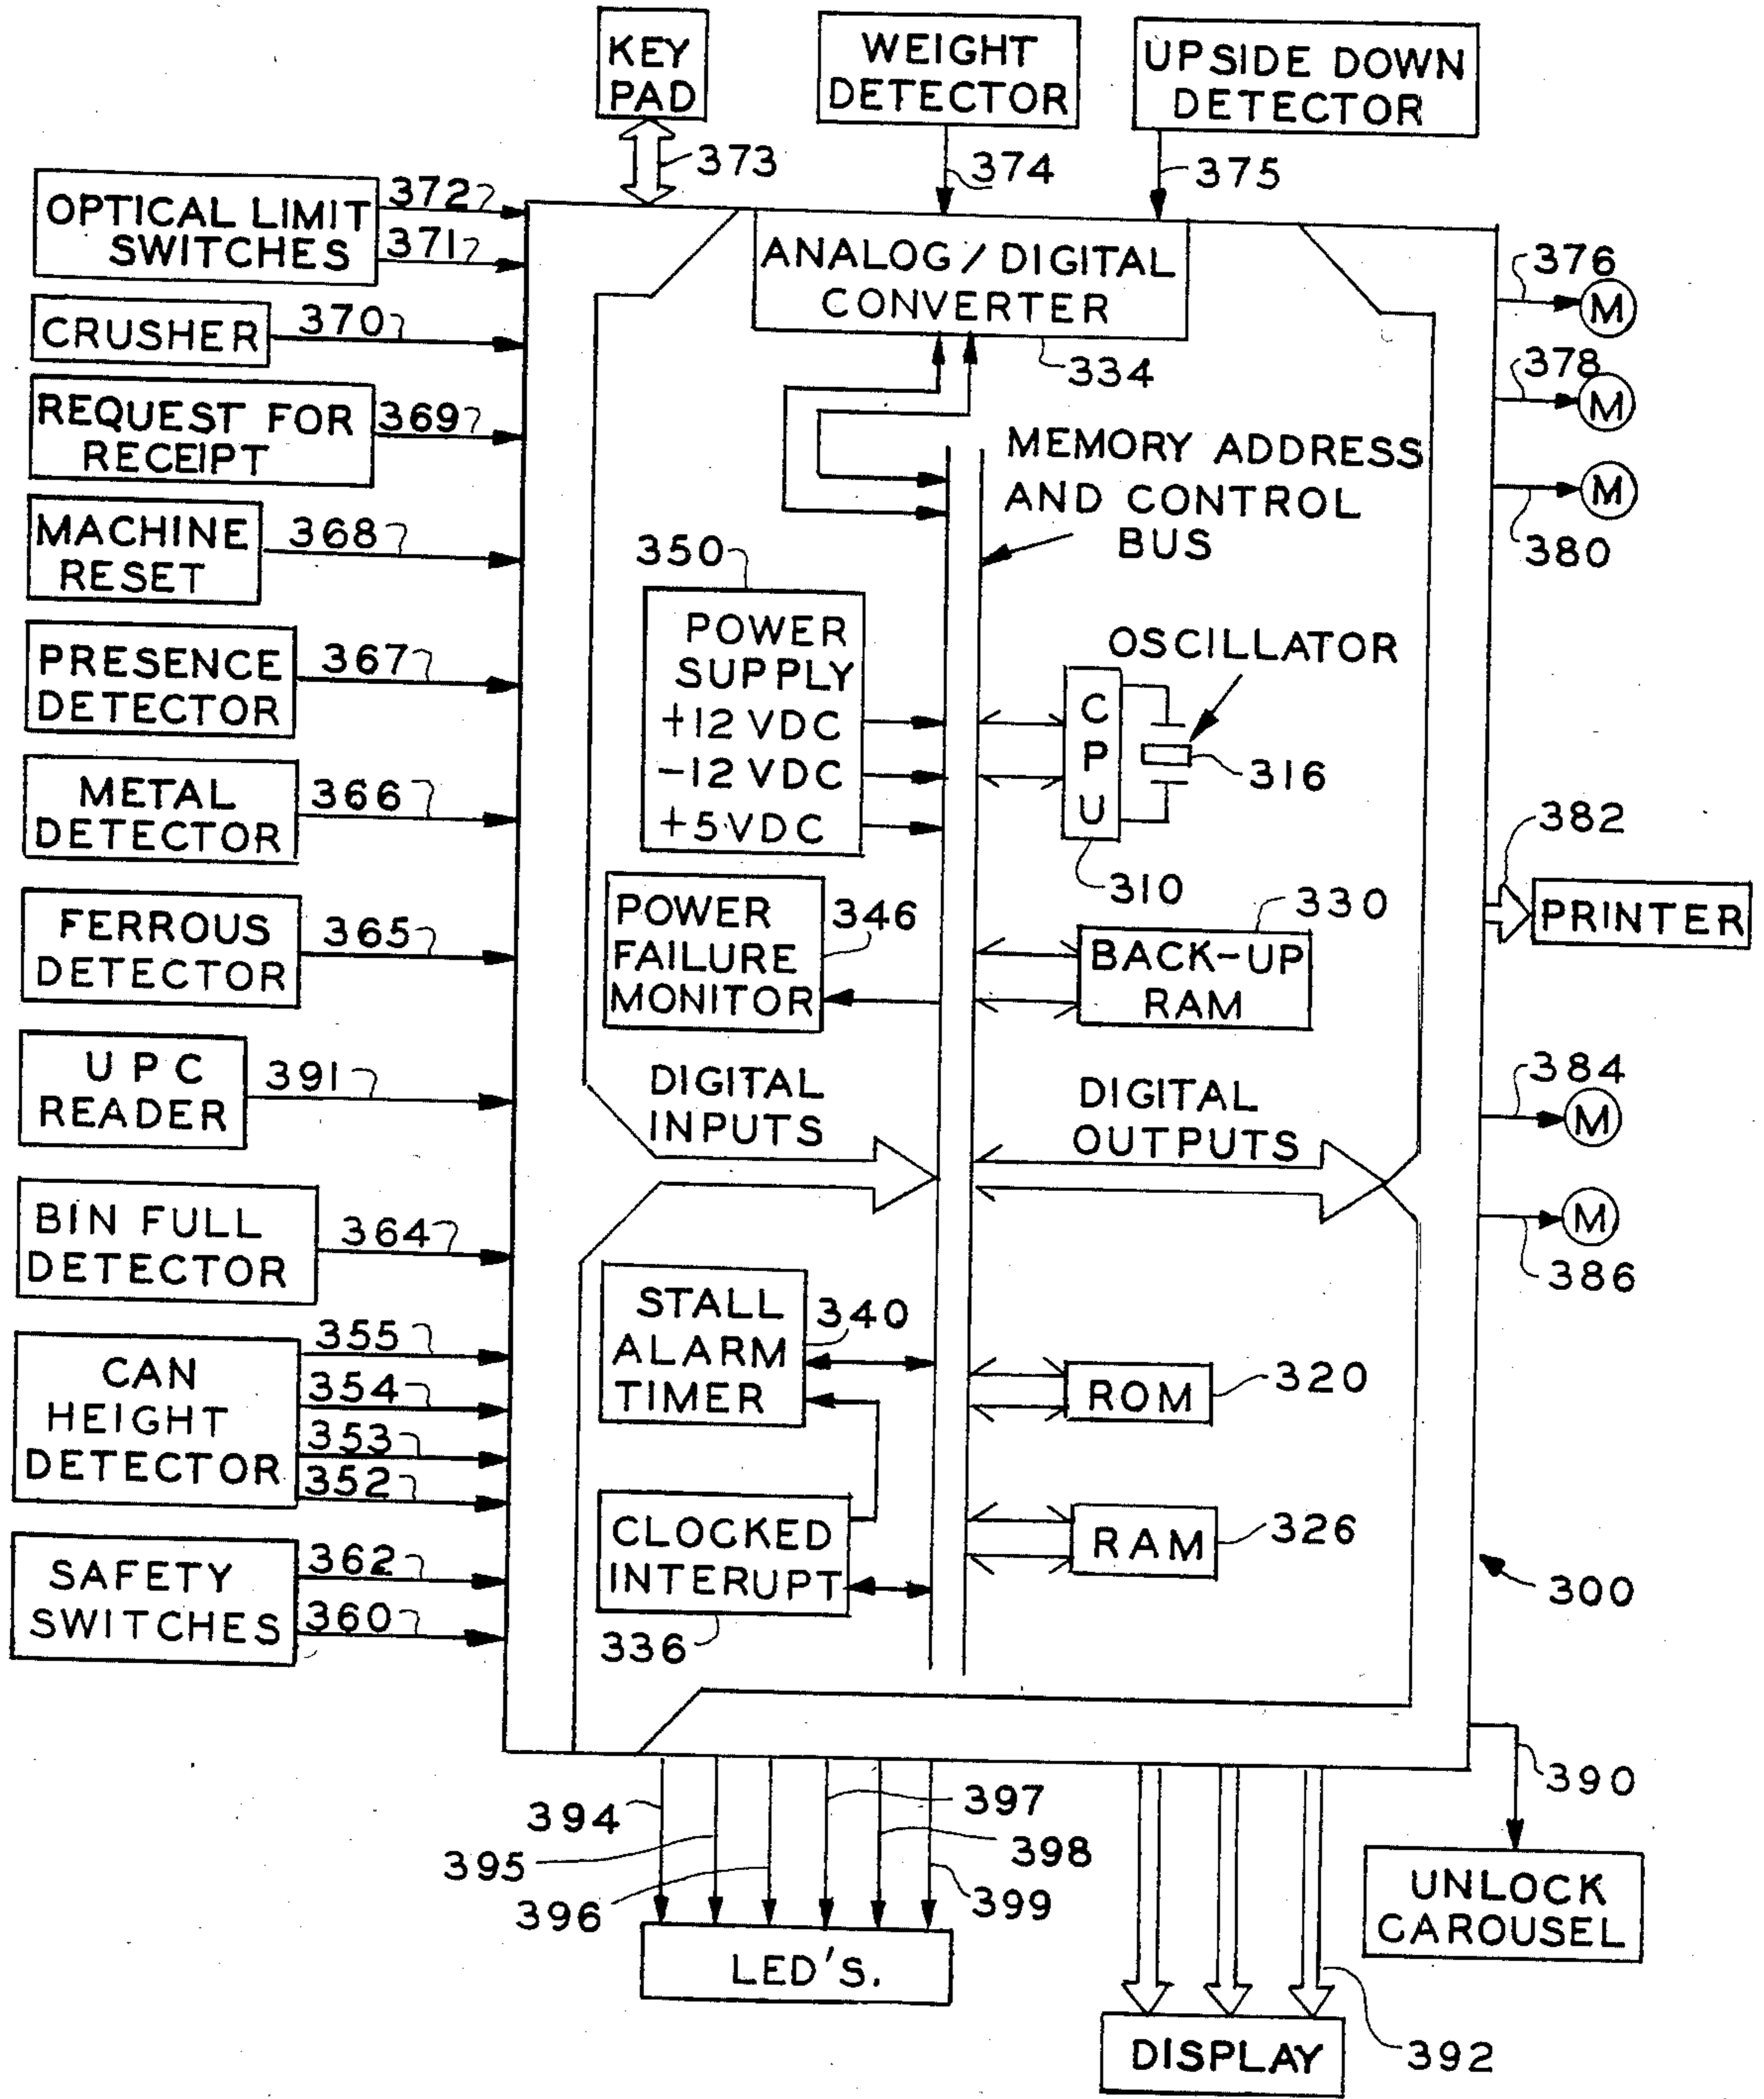 KEY
PAD
WEIGHT
DETECTOR
UPSIDE DOWN
DETECTOR
373
374
375
OPTICAL LIMIT
SWITCHES
372
371
CRUSHER
370
REQUEST FOR
RECEIPT
369
MACHINE
RESET
368
PRESENCE
DETECTOR
367
METAL
DETECTOR
366
FERROUS
DETECTOR
365
UPC
READER
391
BIN FULL
DETECTOR
364
CAN
HEIGHT
DETECTOR
355
354
353
352
SAFETY
SWITCHES
362
360
ANALOG / DIGITAL
CONVERTER
334
MEMORY ADDRESS
AND CONTROL
BUS
350
POWER
SUPPLY
+12 VDC
-12 VDC
+5 VDC
OSCILLATOR
C
P
U
316
310
POWER
FAILURE
MONITOR
346
330
BACK-UP
RAM
DIGITAL
INPUTS
DIGITAL
OUTPUTS
STALL
ALARM
TIMER
340
ROM
320
CLOCKED
INTERUPT
336
RAM
326
376
M
378
M
M
380
382
PRINTER
384
M
M
386
300
390
UNLOCK
CAROUSEL
394
395
396
397
398
399
LED'S.
DISPLAY
392